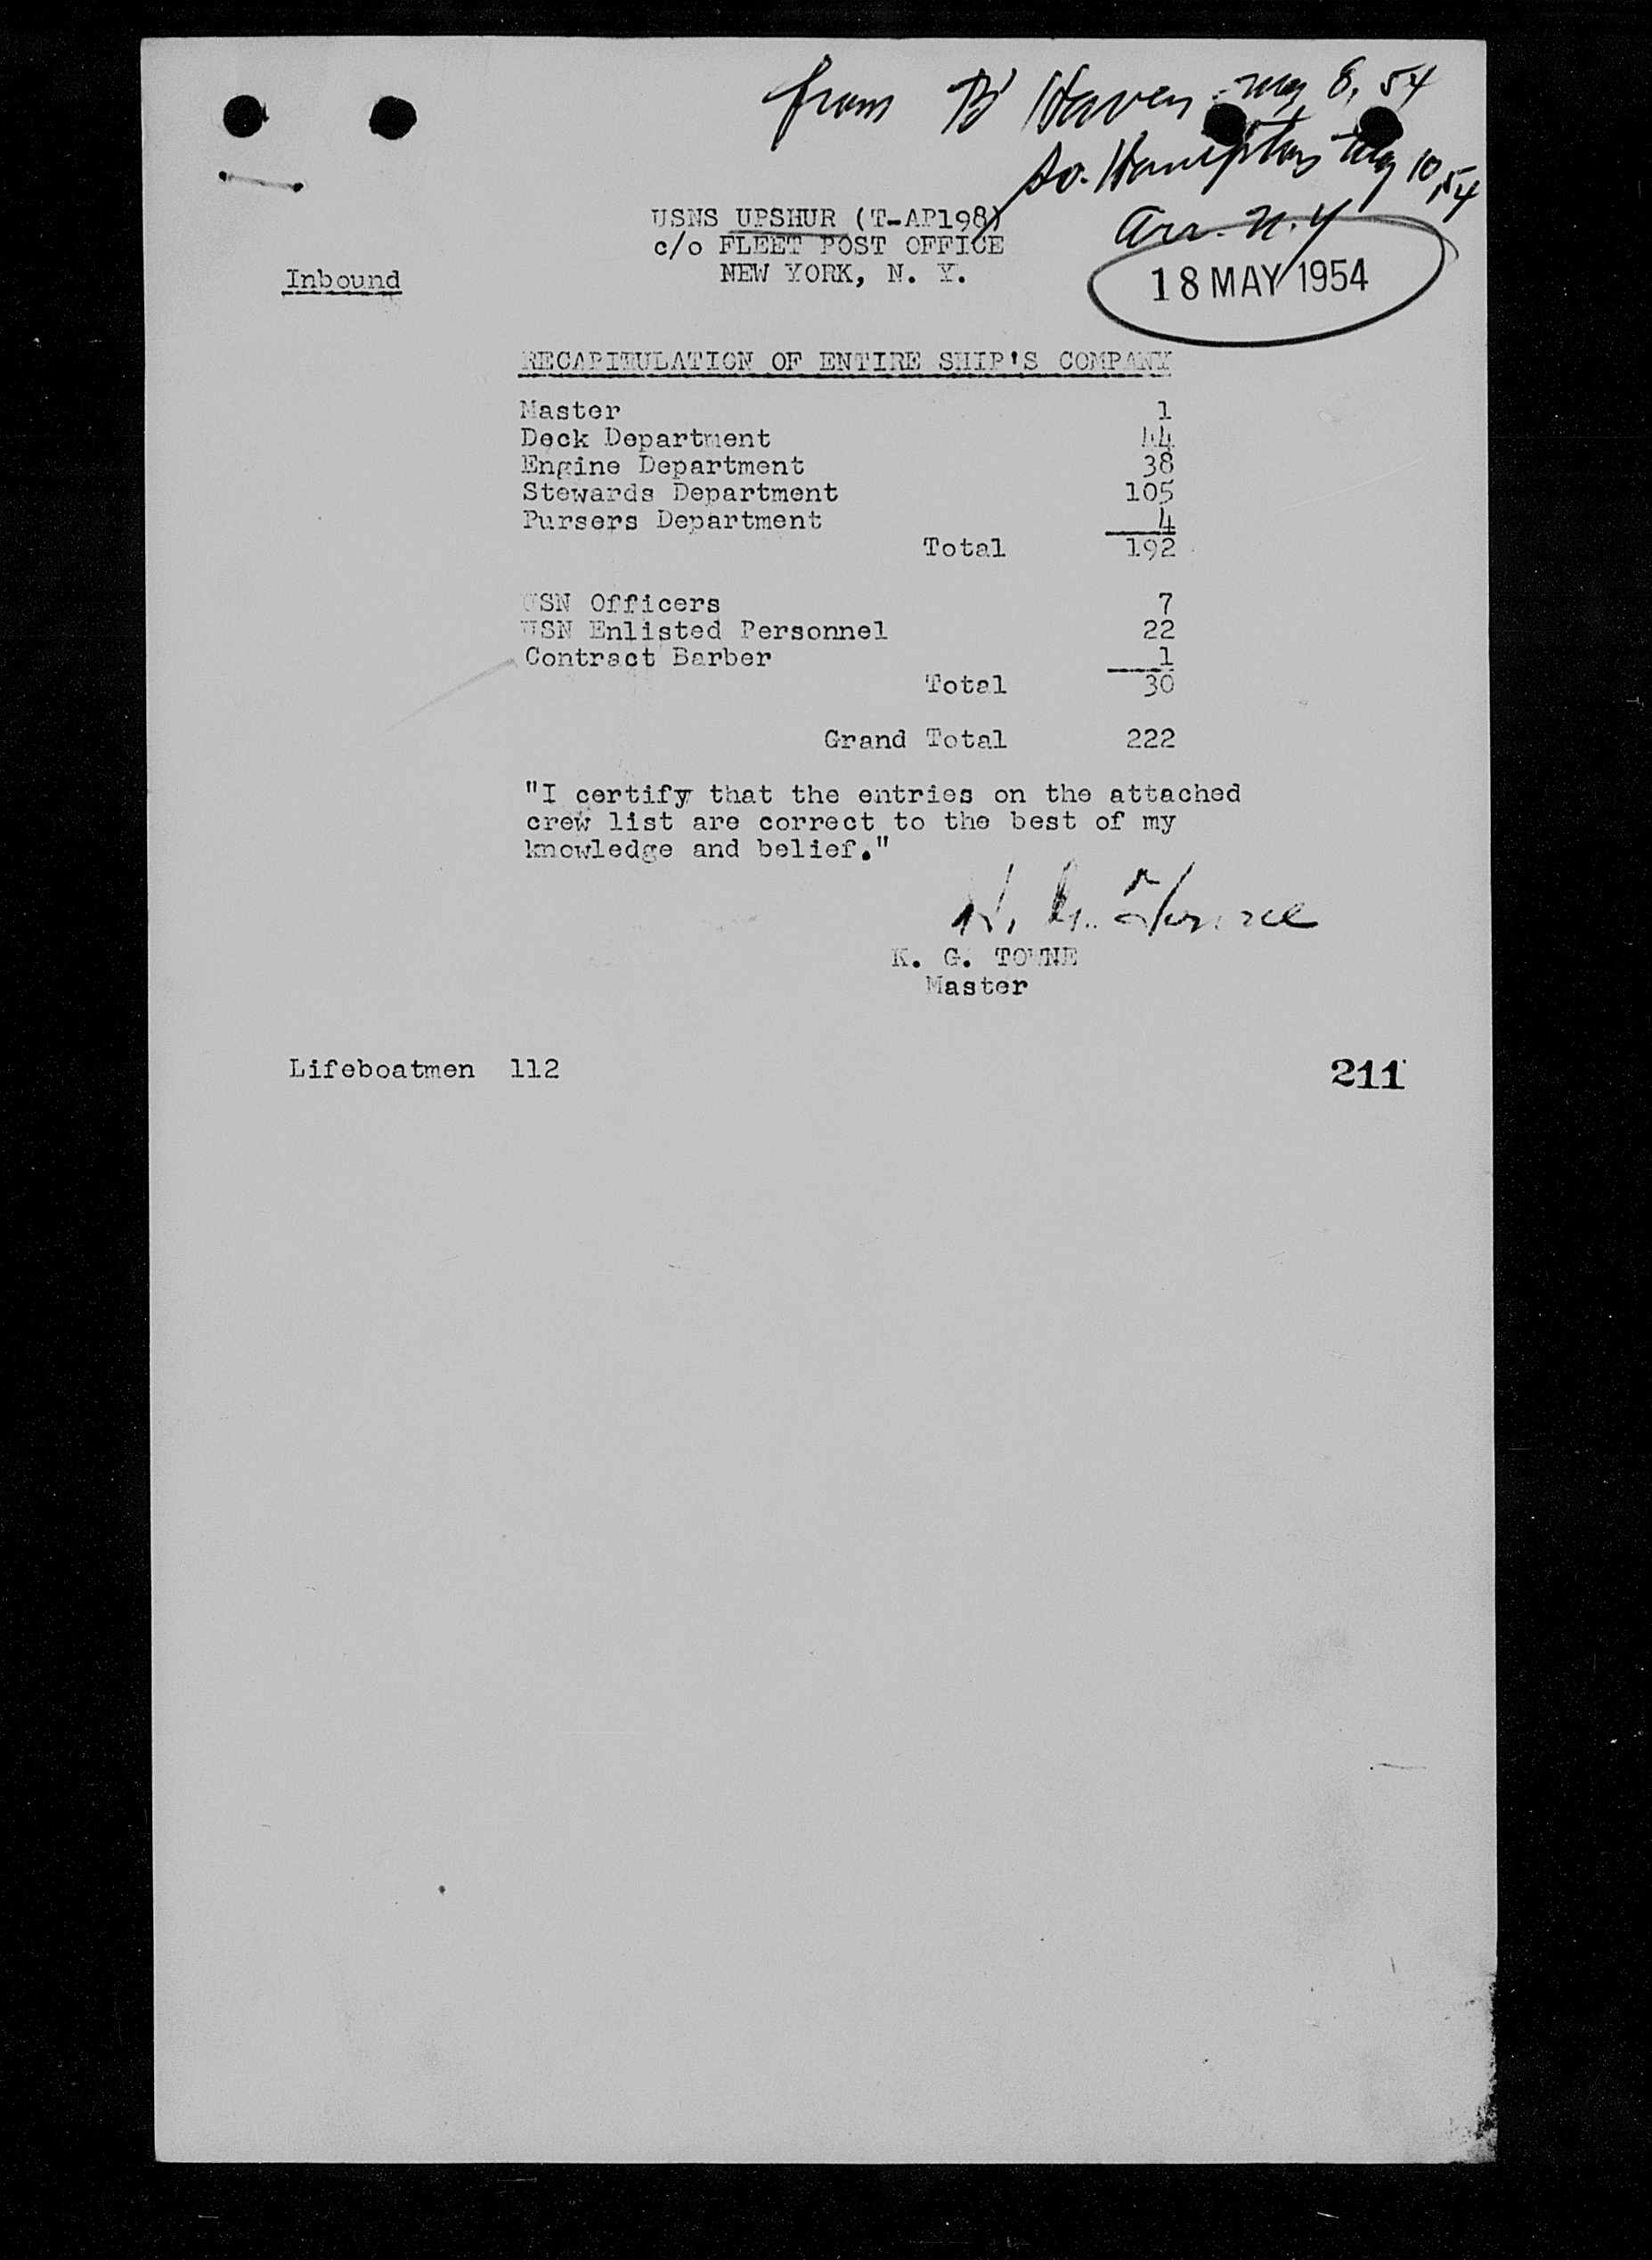 from B' Haven - May 8, 54
So. Hampton May 10, 54
USNS UPSHUR (T-AP198)
Arr. N.Y
c/o FLEET POST OFFICE
NEW YORK, N. Y.
18 MAY 1954
Inbound
RECAPITULATION OF ENTIRE SHIP'S COMPANY
Master 1
Deck Department 44
Engine Department 38
Stewards Department 105
Pursers Department 4
Total 192
USN Officers 7
USN Enlisted Personnel 22
Contract Barber 1
Total 30
Grand Total 222
"I certify that the entries on the attached
crew list are correct to the best of my
knowledge and belief."
K. G. Towne
K. G. TOWNE
Master
Lifeboatmen 112
211